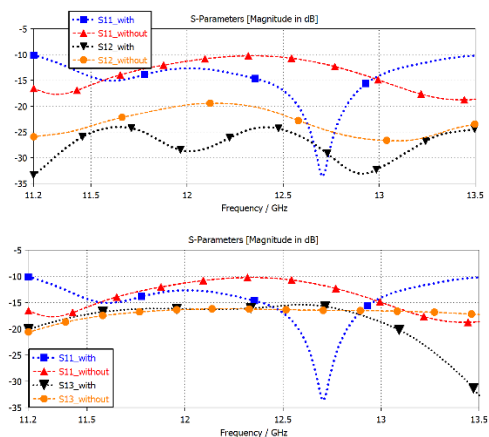 S-Parameters [Magnitude in dB]
S11_with
S11_without
S12_with
S12_without
-5
-10
-15
-20
-25
-30
-35
11.2
11.5
12
12.5
13
13.5
Frequency / GHz
S-Parameters [Magnitude in dB]
-5
-10
-15
-20
-25
-30
-35
S11_with
S11_without
S13_with
S13_without
11.2
11.5
12
12.5
13
13.5
Frequency / GHz